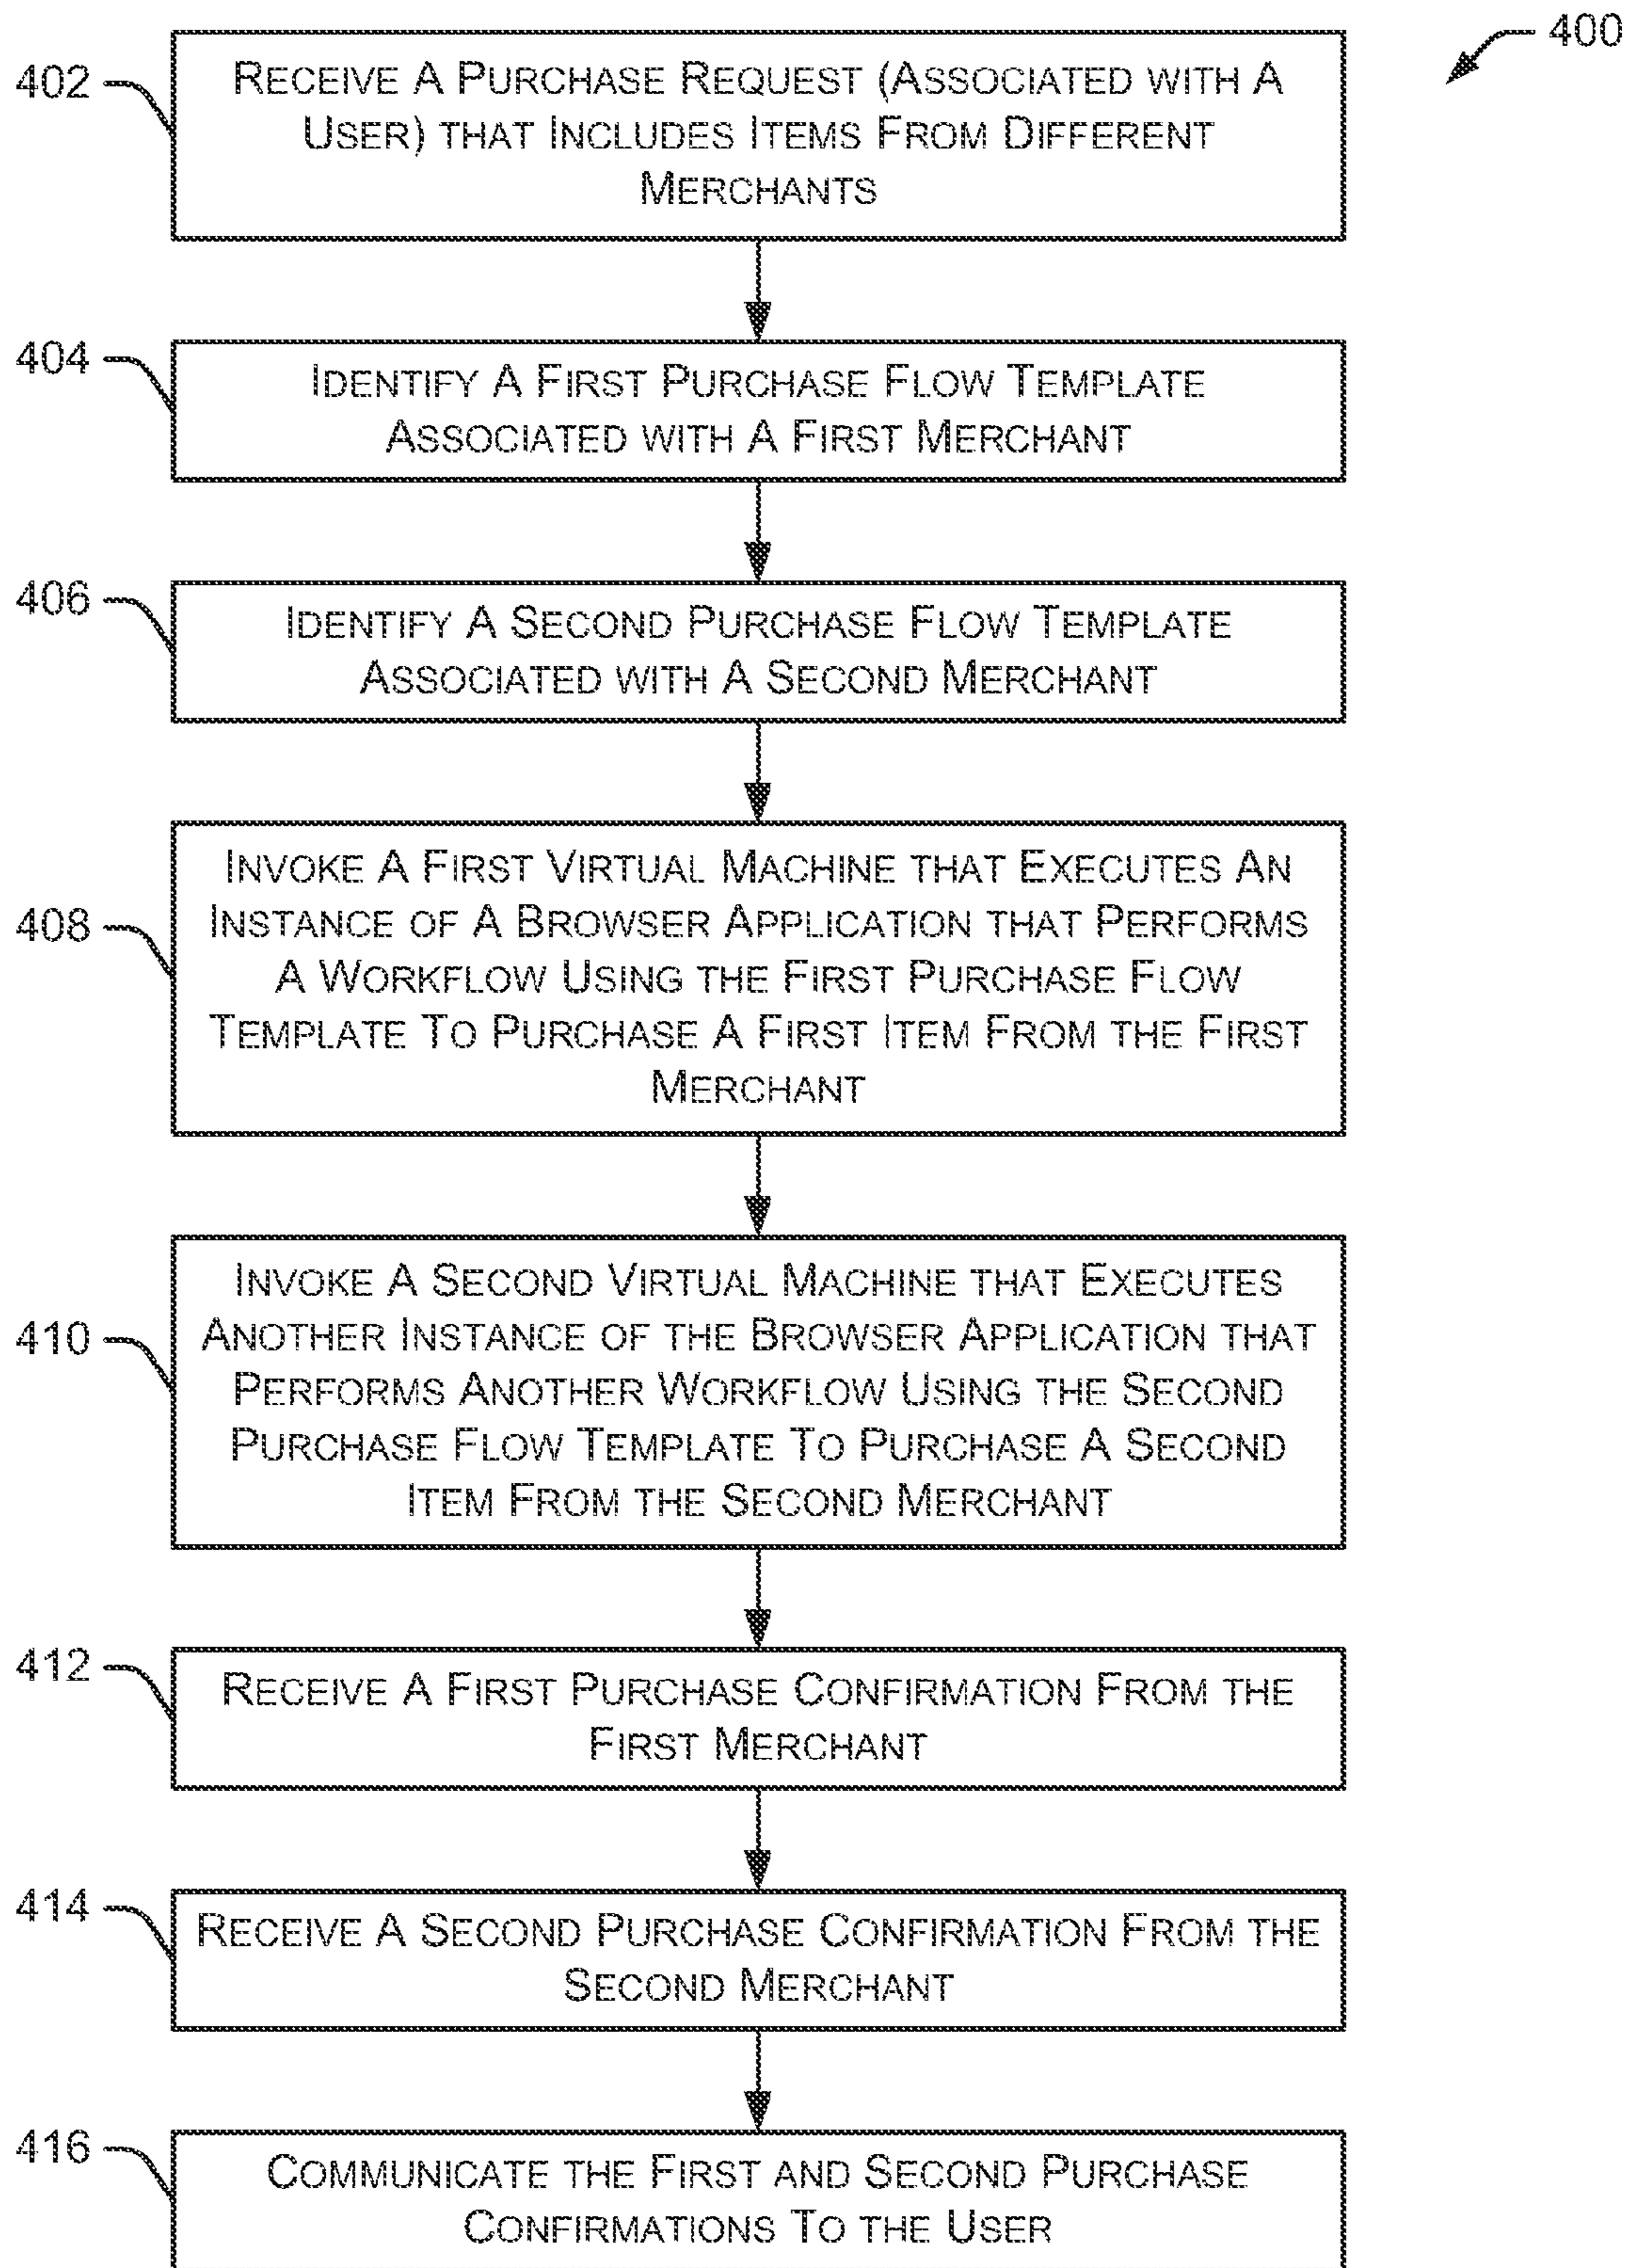 400
402
RECEIVE A PURCHASE REQUEST (ASSOCIATED WITH A
USER) THAT INCLUDES ITEMS FROM DIFFERENT
MERCHANTS
404
IDENTIFY A FIRST PURCHASE FLOW TEMPLATE
ASSOCIATED WITH A FIRST MERCHANT
406
IDENTIFY A SECOND PURCHASE FLOW TEMPLATE
ASSOCIATED WITH A SECOND MERCHANT
408
INVOKE A FIRST VIRTUAL MACHINE THAT EXECUTES AN
INSTANCE OF A BROWSER APPLICATION THAT PERFORMS
A WORKFLOW USING THE FIRST PURCHASE FLOW
TEMPLATE TO PURCHASE A FIRST ITEM FROM THE FIRST
MERCHANT
410
INVOKE A SECOND VIRTUAL MACHINE THAT EXECUTES
ANOTHER INSTANCE OF THE BROWSER APPLICATION THAT
PERFORMS ANOTHER WORKFLOW USING THE SECOND
PURCHASE FLOW TEMPLATE TO PURCHASE A SECOND
ITEM FROM THE SECOND MERCHANT
412
RECEIVE A FIRST PURCHASE CONFIRMATION FROM THE
FIRST MERCHANT
414
RECEIVE A SECOND PURCHASE CONFIRMATION FROM THE
SECOND MERCHANT
416
COMMUNICATE THE FIRST AND SECOND PURCHASE
CONFIRMATIONS TO THE USER